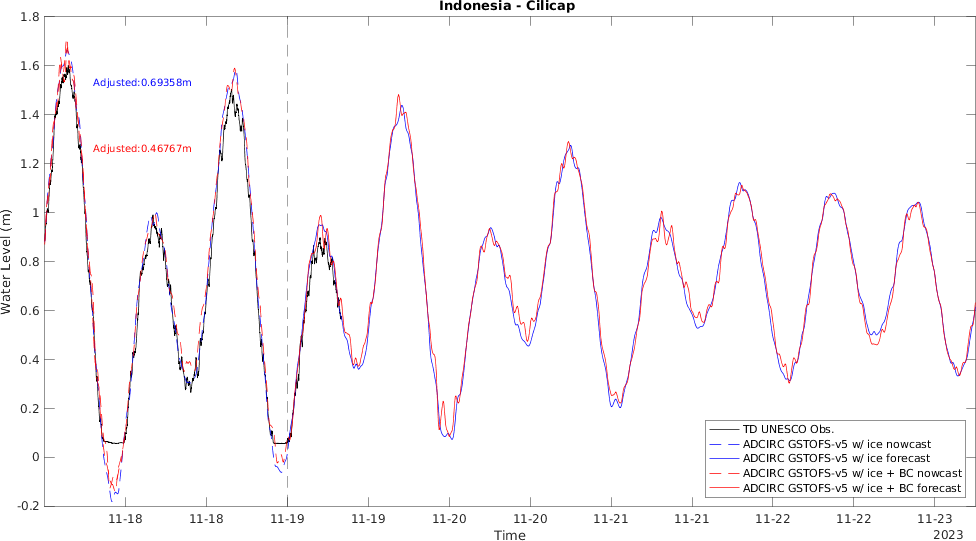 Indonesia - Cilicap
1.8
1.6
1.4
1.2
1
0.8
0.6
0.4
0.2
0
-0.2
Water Level (m)
Adjusted:0.69358m
Adjusted:0.46767m
TD UNESCO Obs.
ADCIRC GSTOFS-v5 w/ ice nowcast
ADCIRC GSTOFS-v5 w/ ice forecast
ADCIRC GSTOFS-v5 w/ ice + BC nowcast
ADCIRC GSTOFS-v5 w/ ice + BC forecast
11-18 11-18 11-19 11-19 11-20 11-20 11-21 11-21 11-22 11-22 11-23
Time
2023